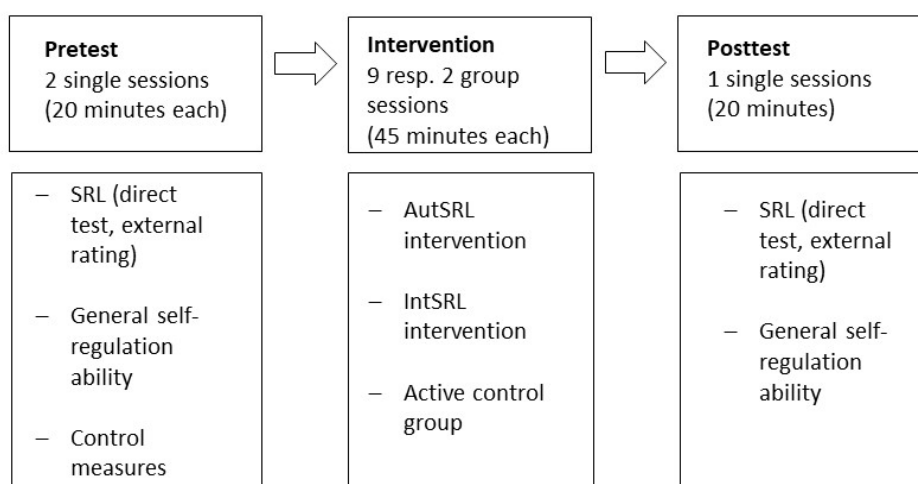 Pretest
2 single sessions
(20 minutes each)
Intervention
9 resp. 2 group
sessions
(45 minutes each)
Posttest
1 single sessions
(20 minutes)
– SRL (direct
test, external
rating)
– General self-
regulation
ability
– Control
measures
– AutSRL
intervention
– IntSRL
intervention
– Active control
group
– SRL (direct
test, external
rating)
– General self-
regulation
ability